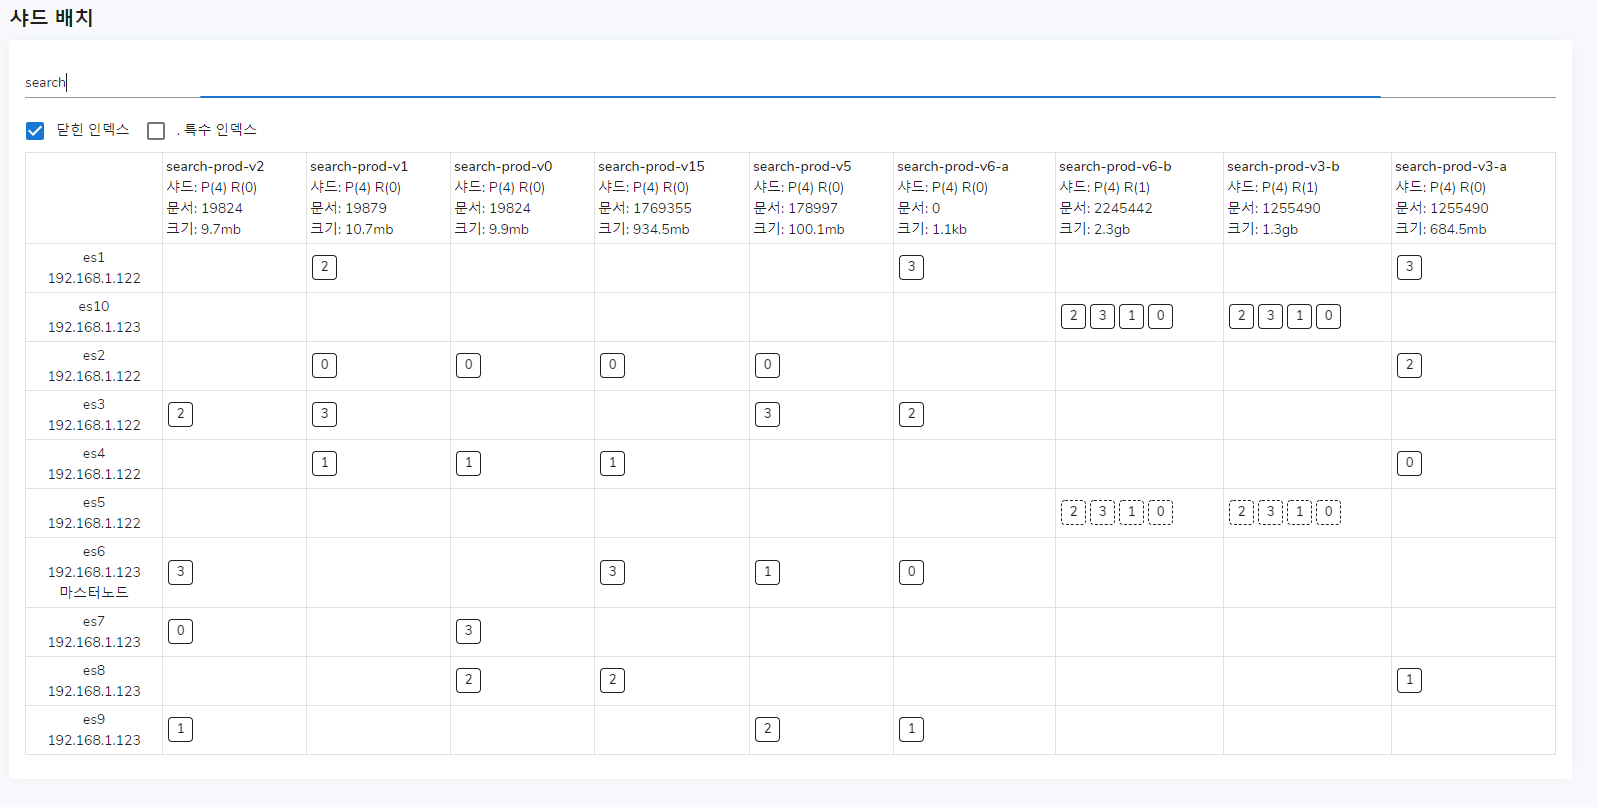 샤드 배치
search
닫힌 인덱스 . 특수 인덱스
search-prod-v2 search-prod-v1 search-prod-v0 search-prod-v15 search-prod-v5 search-prod-v6-a search-prod-v6-b search-prod-v3-b search-prod-v3-a
샤드: P(4) R(0) 샤드: P(4) R(0) 샤드: P(4) R(0) 샤드: P(4) R(0) 샤드: P(4) R(0) 샤드: P(4) R(0) 샤드: P(4) R(1) 샤드: P(4) R(1) 샤드: P(4) R(0)
문서: 19824 문서: 19879 문서: 19824 문서: 1769355 문서: 178997 문서: 0 문서: 2245442 문서: 1255490 문서: 1255490
크기: 9.7mb 크기: 10.7mb 크기: 9.9mb 크기: 934.5mb 크기: 100.1mb 크기: 1.1kb 크기: 2.3gb 크기: 1.3gb 크기: 684.5mb
es1
192.168.1.122
2 3 3
es10
192.168.1.123
2 3 1 0 2 3 1 0
es2
192.168.1.122
0 0 0 0 2
es3
192.168.1.122
2 3 3 2
es4
192.168.1.122
1 1 1 0
es5
192.168.1.122
2 3 1 0 2 3 1 0
es6
192.168.1.123
마스터노드
3 3 1 0
es7
192.168.1.123
0 3
es8
192.168.1.123
2 2 1
es9
192.168.1.123
1 2 1